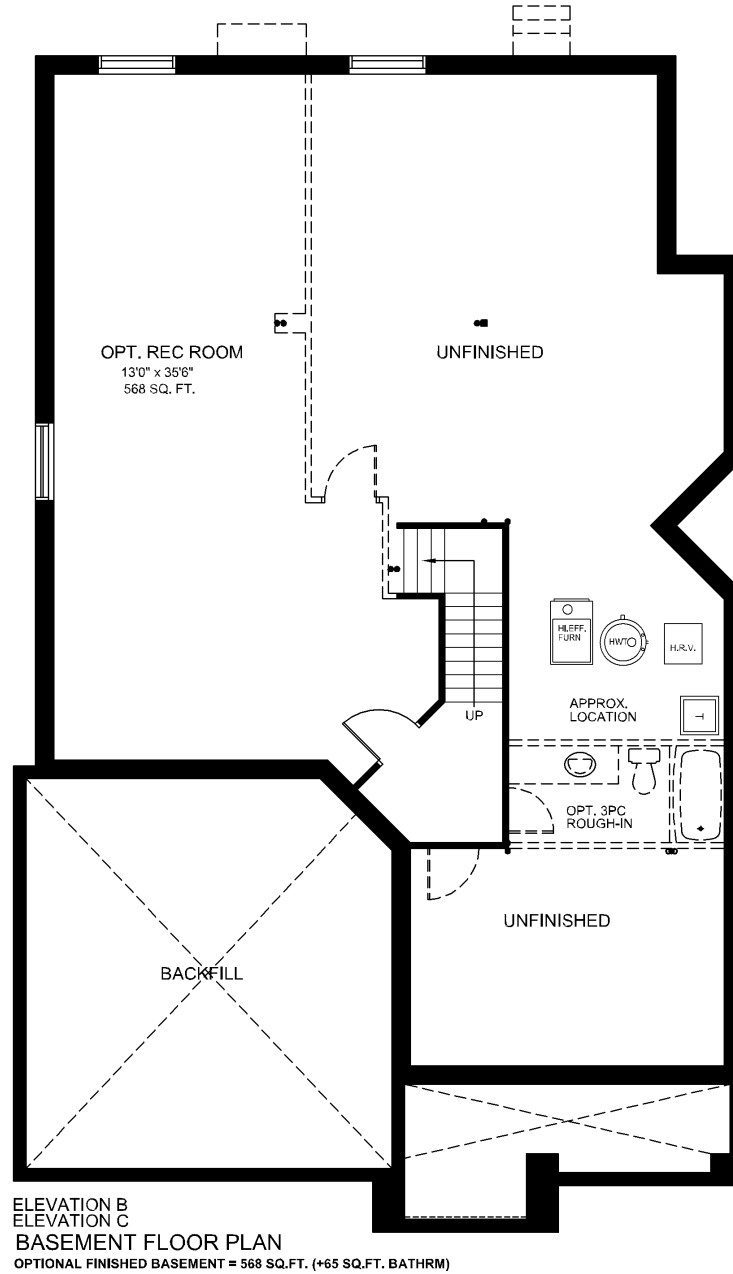 OPT. REC ROOM
13'0" x 35'6"
568 SQ. FT.
UNFINISHED
HI.EFF.
FURN
HWT
H.R.V.
APPROX.
LOCATION
T
UP
OPT. 3PC
ROUGH-IN
UNFINISHED
BACKFILL
ELEVATION B
ELEVATION C
BASEMENT FLOOR PLAN
OPTIONAL FINISHED BASEMENT = 568 SQ.FT. (+65 SQ.FT. BATHRM)